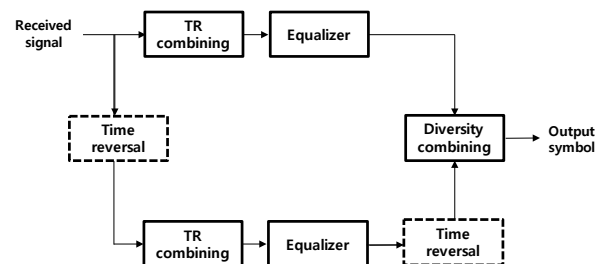 Received
signal
TR
combining
Equalizer
Time
reversal
Diversity
combining
Output
symbol
TR
combining
Equalizer
Time
reversal